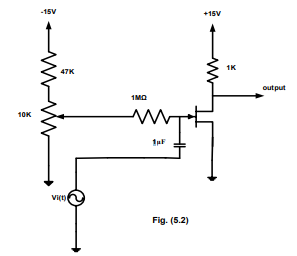 -15V
+15V
47K
1K
output
1MΩ
10K
1µF
Vi(t)
Fig. (5.2)